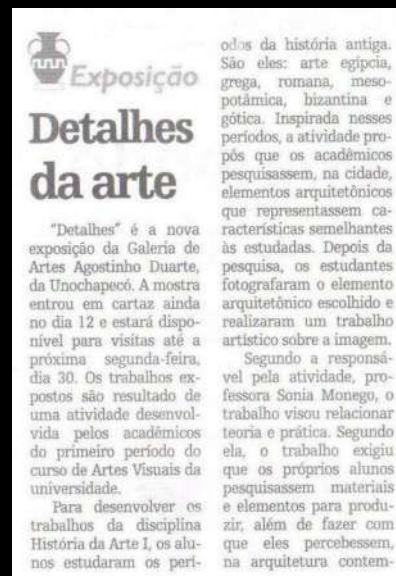 Exposição
Detalhes
da arte
"Detalhes" é a nova
exposição da Galeria de
Artes Agostinho Duarte,
da Unochapecó. A mostra
entrou em cartaz ainda
no dia 12 e estará dispo-
nível para visitas até a
próxima segunda-feira,
dia 30. Os trabalhos ex-
postos são resultado de
uma atividade desenvol-
vida pelos acadêmicos
do primeiro período do
curso de Artes Visuais da
universidade.
Para desenvolver os
trabalhos da disciplina
História da Arte I, os alu-
nos estudaram os perí-
odos da história antiga.
São eles: arte egípcia,
grega, romana, meso-
potâmica, bizantina e
gótica. Inspirada nesses
períodos, a atividade pro-
pôs que os acadêmicos
pesquisassem, na cidade,
elementos arquitetônicos
que representassem ca-
racterísticas semelhantes
às estudadas. Depois da
pesquisa, os estudantes
fotografaram o elemento
arquitetônico escolhido e
realizaram um trabalho
artístico sobre a imagem.
Segundo a responsá-
vel pela atividade, pro-
fessora Sonia Monego, o
trabalho visou relacionar
teoria e prática. Segundo
ela, o trabalho exigiu
que os próprios alunos
pesquisassem materiais
e elementos para produ-
zir, além de fazer com
que eles percebessem,
na arquitetura contem-